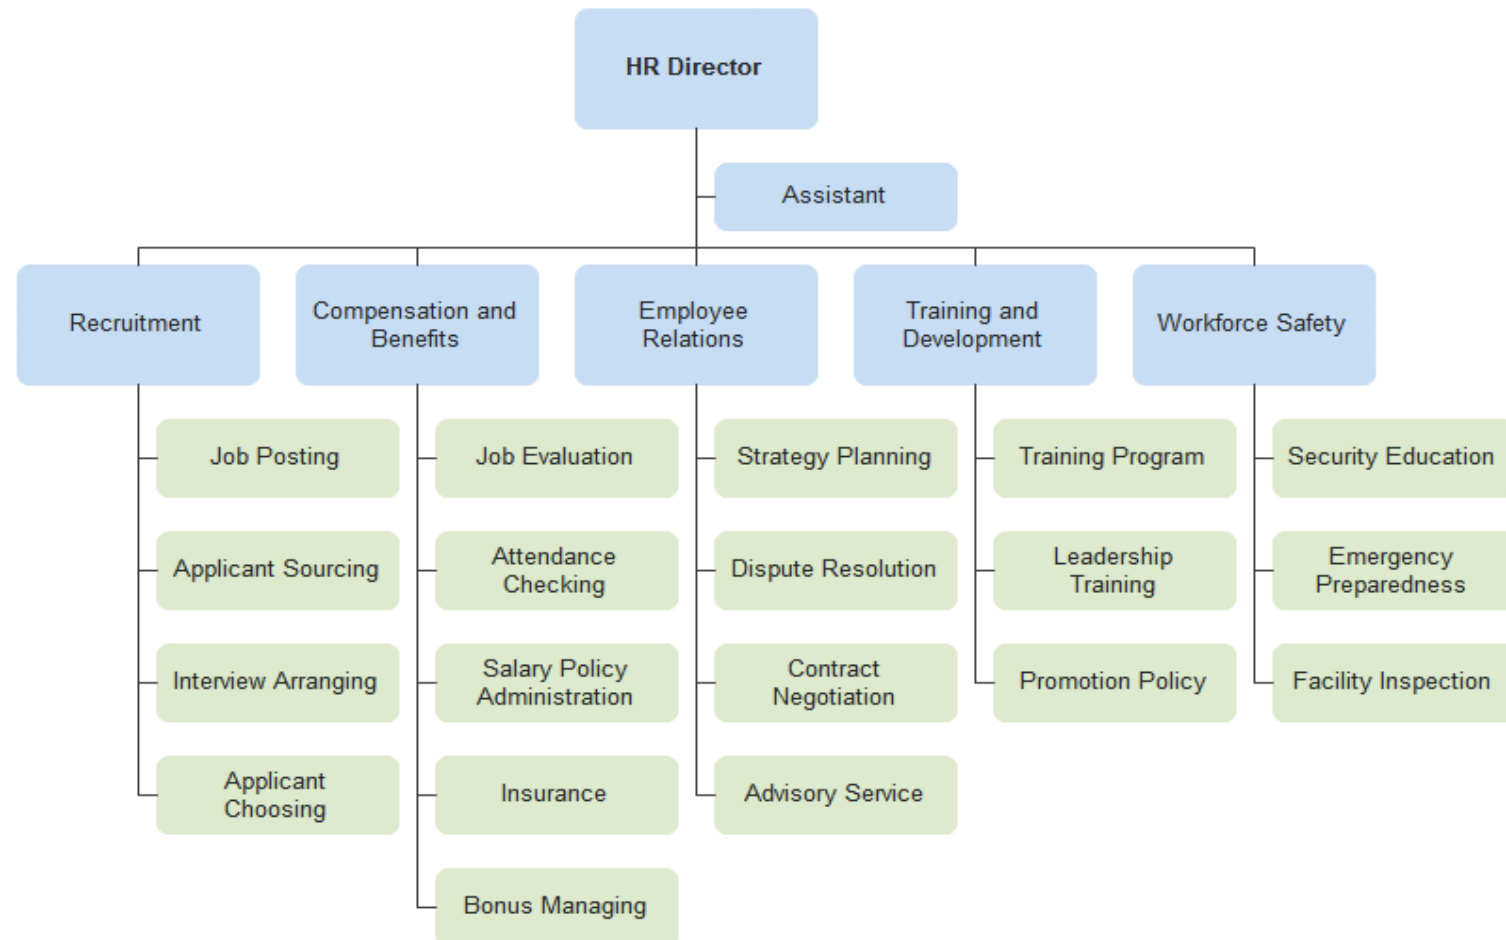 HR Director
Assistant
Recruitment
Compensation and
Benefits
Employee
Relations
Training and
Development
Workforce Safety
Job Posting
Job Evaluation
Strategy Planning
Training Program
Security Education
Applicant Sourcing
Attendance
Checking
Dispute Resolution
Leadership
Training
Emergency
Preparedness
Interview Arranging
Salary Policy
Administration
Contract
Negotiation
Promotion Policy
Facility Inspection
Applicant
Choosing
Insurance
Advisory Service
Bonus Managing